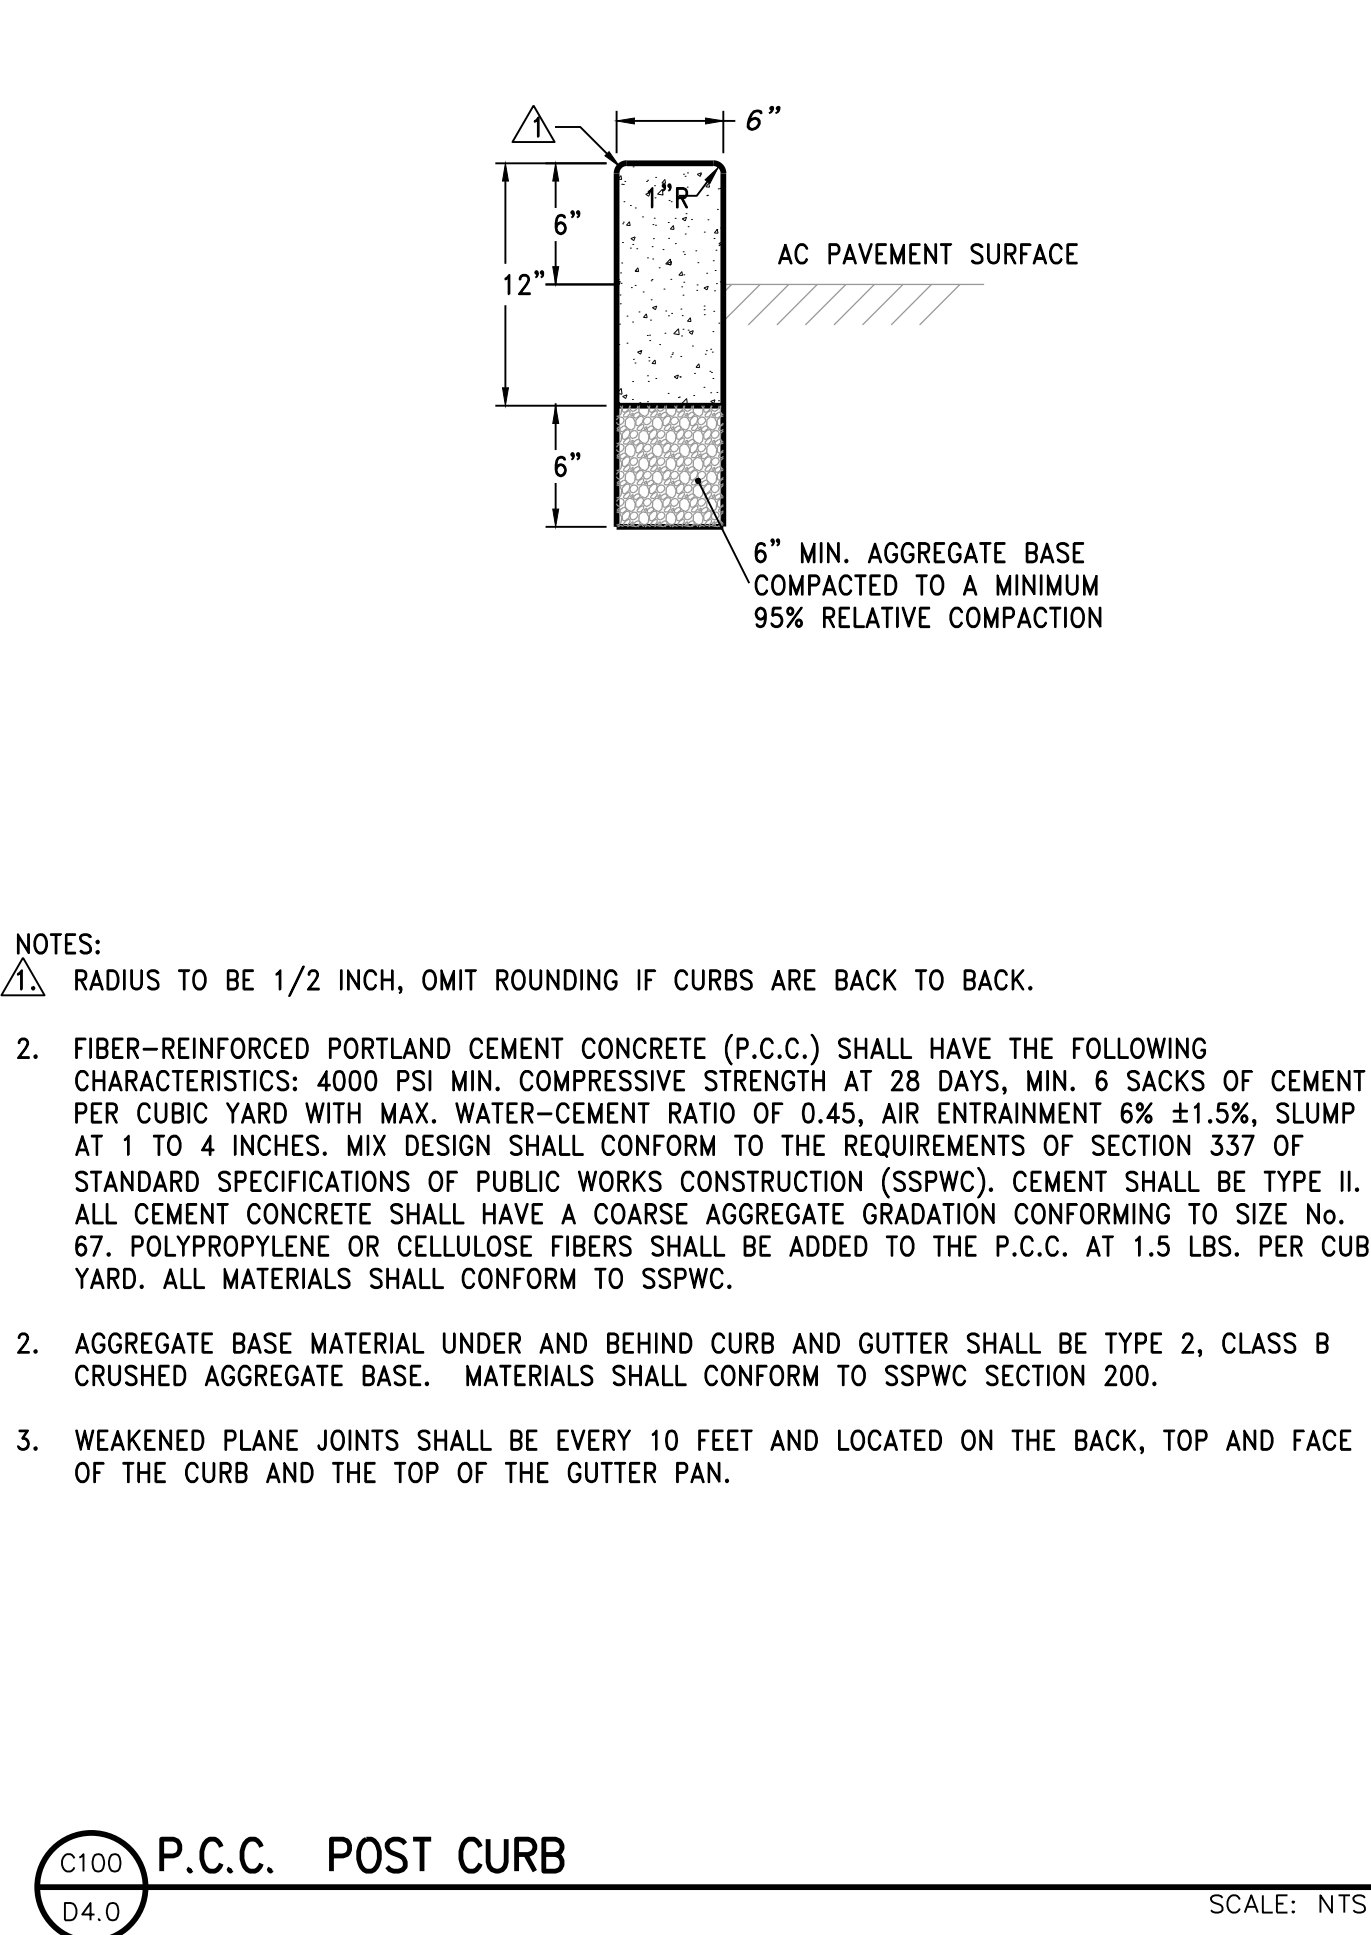 1
6”
1”R
6”
12”
AC PAVEMENT SURFACE
6”
6” MIN. AGGREGATE BASE
COMPACTED TO A MINIMUM
95% RELATIVE COMPACTION
NOTES:
1. RADIUS TO BE 1/2 INCH, OMIT ROUNDING IF CURBS ARE BACK TO BACK.
2. FIBER-REINFORCED PORTLAND CEMENT CONCRETE (P.C.C.) SHALL HAVE THE FOLLOWING
CHARACTERISTICS: 4000 PSI MIN. COMPRESSIVE STRENGTH AT 28 DAYS, MIN. 6 SACKS OF CEMENT
PER CUBIC YARD WITH MAX. WATER-CEMENT RATIO OF 0.45, AIR ENTRAINMENT 6% ±1.5%, SLUMP
AT 1 TO 4 INCHES. MIX DESIGN SHALL CONFORM TO THE REQUIREMENTS OF SECTION 337 OF
STANDARD SPECIFICATIONS OF PUBLIC WORKS CONSTRUCTION (SSPWC). CEMENT SHALL BE TYPE II.
ALL CEMENT CONCRETE SHALL HAVE A COARSE AGGREGATE GRADATION CONFORMING TO SIZE No.
67. POLYPROPYLENE OR CELLULOSE FIBERS SHALL BE ADDED TO THE P.C.C. AT 1.5 LBS. PER CUB
YARD. ALL MATERIALS SHALL CONFORM TO SSPWC.
2. AGGREGATE BASE MATERIAL UNDER AND BEHIND CURB AND GUTTER SHALL BE TYPE 2, CLASS B
CRUSHED AGGREGATE BASE. MATERIALS SHALL CONFORM TO SSPWC SECTION 200.
3. WEAKENED PLANE JOINTS SHALL BE EVERY 10 FEET AND LOCATED ON THE BACK, TOP AND FACE
OF THE CURB AND THE TOP OF THE GUTTER PAN.
C100
P.C.C. POST CURB
D4.0
SCALE: NTS